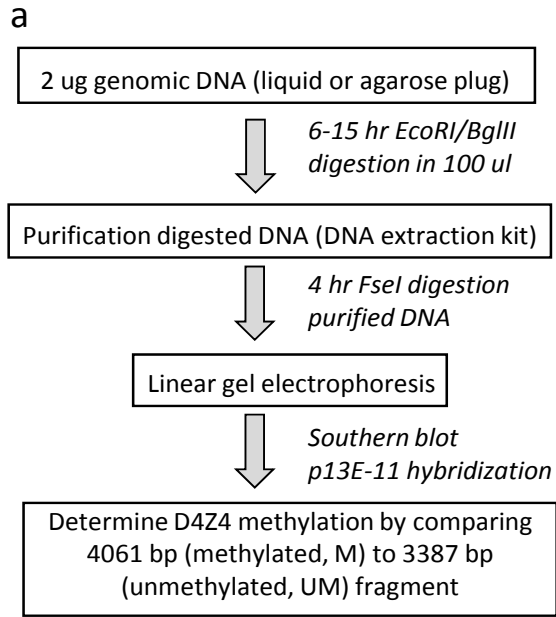 a
2 ug genomic DNA (liquid or agarose plug)
6-15 hr EcoRI/BglII
digestion in 100 ul
Purification digested DNA (DNA extraction kit)
4 hr FseI digestion
purified DNA
Linear gel electrophoresis
Southern blot
p13E-11 hybridization
Determine D4Z4 methylation by comparing
4061 bp (methylated, M) to 3387 bp
(unmethylated, UM) fragment